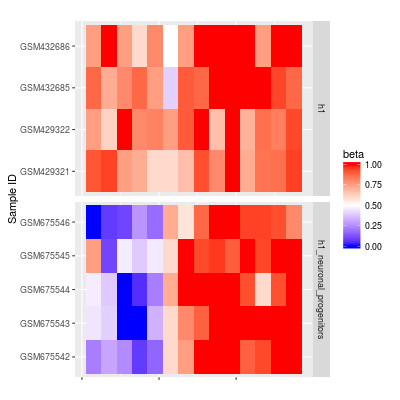 GSM432686
GSM432685
GSM429322
GSM429321
h1
GSM675546
GSM675545
GSM675544
GSM675543
GSM675542
h1_neuronal_progenitors
Sample ID
beta
1.00
0.75
0.50
0.25
0.00